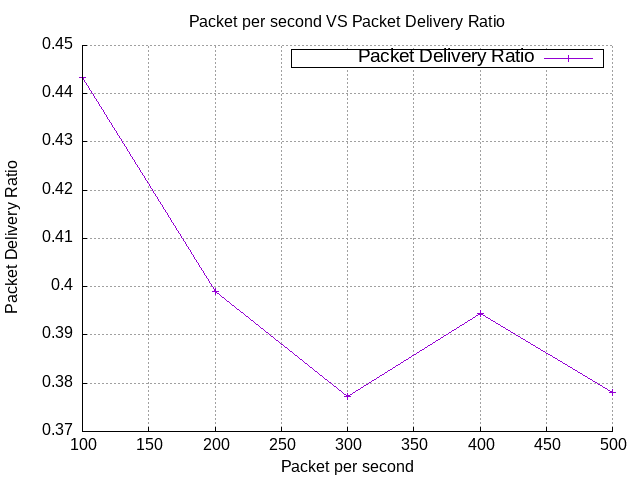 Packet per second VS Packet Delivery Ratio
Packet Delivery Ratio
Packet Delivery Ratio
0.45
0.44
0.43
0.42
0.41
0.4
0.39
0.38
0.37
100 150 200 250 300 350 400 450 500
Packet per second